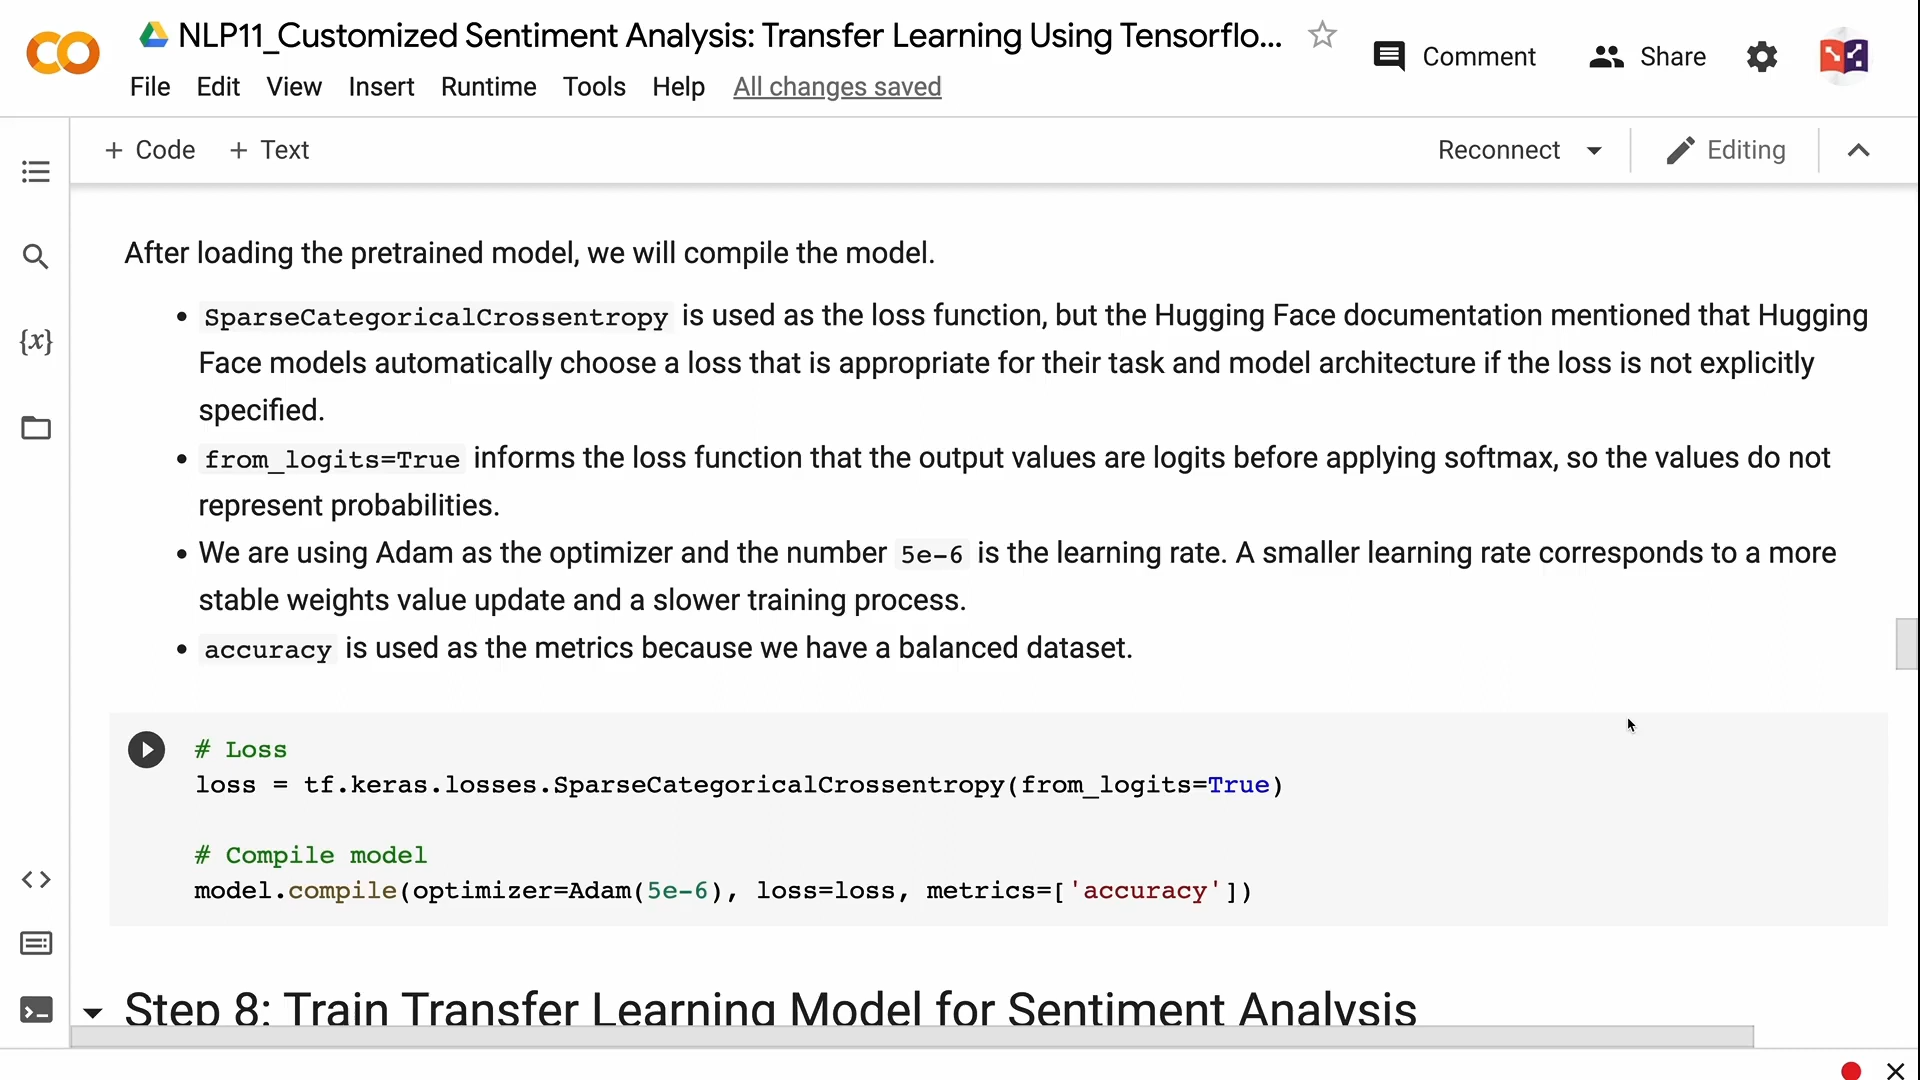 NLP11_Customized Sentiment Analysis: Transfer Learning Using Tensorflo...
Comment
Share
File Edit View Insert Runtime Tools Help All changes saved
+ Code + Text
Reconnect
Editing
{x}
After loading the pretrained model, we will compile the model.
• SparseCategoricalCrossentropy is used as the loss function, but the Hugging Face documentation mentioned that Hugging
Face models automatically choose a loss that is appropriate for their task and model architecture if the loss is not explicitly
specified.
• from_logits=True informs the loss function that the output values are logits before applying softmax, so the values do not
represent probabilities.
• We are using Adam as the optimizer and the number 5e-6 is the learning rate. A smaller learning rate corresponds to a more
stable weights value update and a slower training process.
• accuracy is used as the metrics because we have a balanced dataset.
# Loss
loss = tf.keras.losses.SparseCategoricalCrossentropy(from_logits=True)
# Compile model
model.compile(optimizer=Adam(5e-6), loss=loss, metrics=['accuracy'])
Step 8: Train Transfer Learning Model for Sentiment Analysis